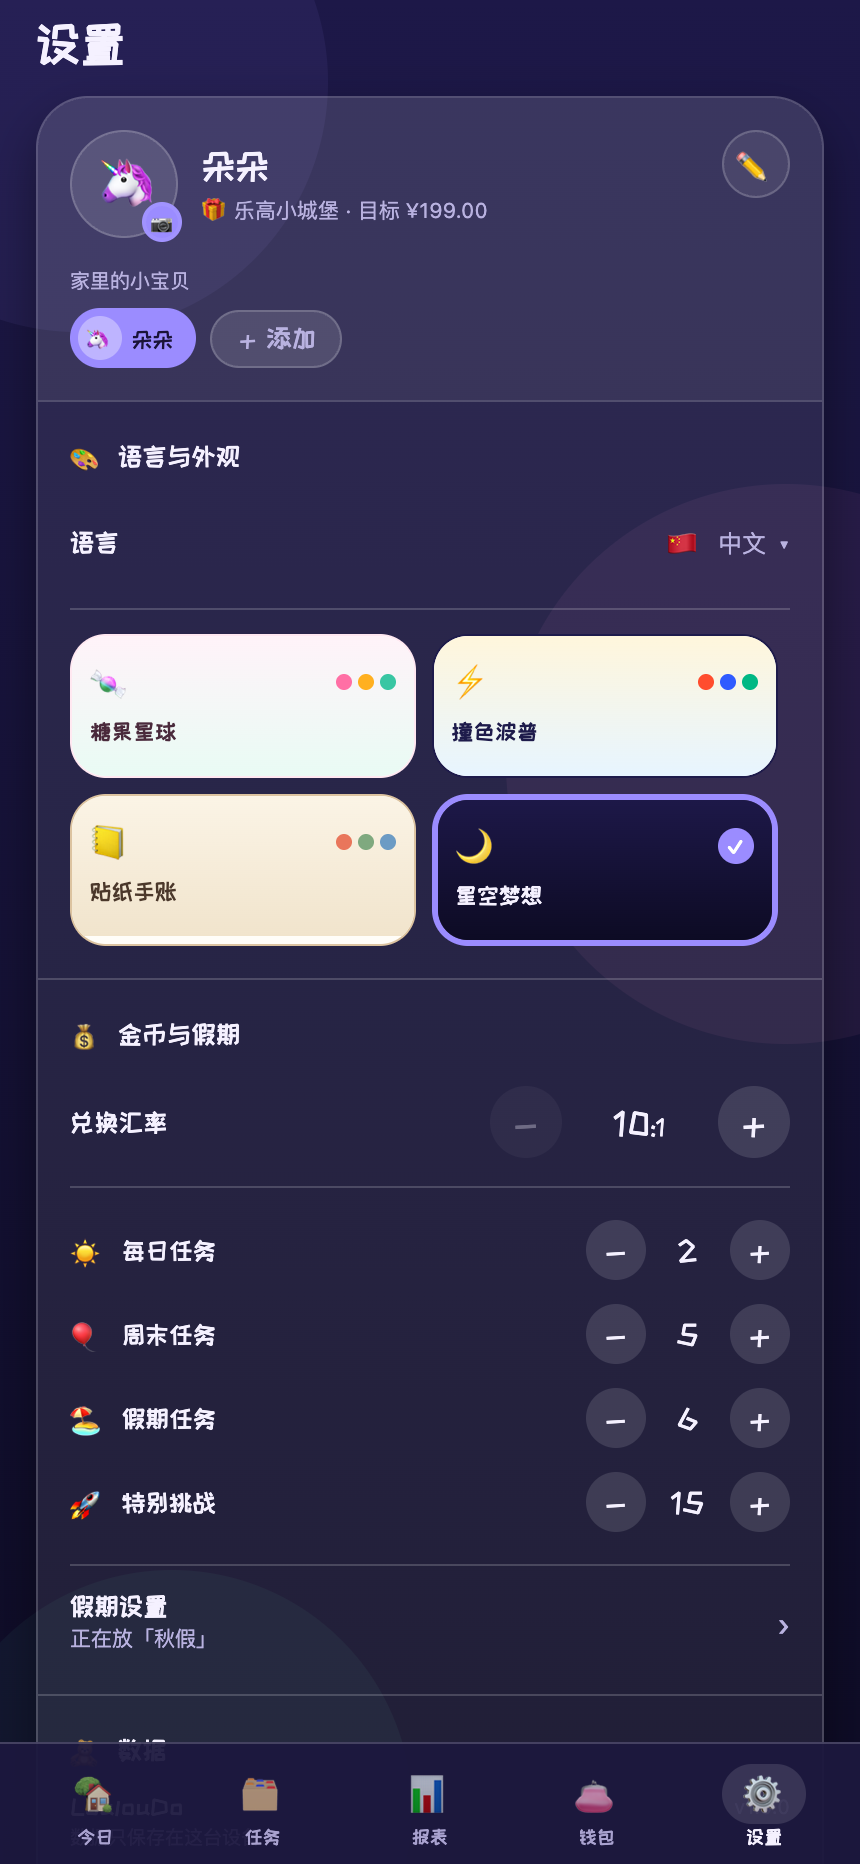 设置
朵朵
乐高小城堡 · 目标 ¥199.00
家里的小宝贝
朵朵
+ 添加
语言与外观
语言
中文
糖果星球
撞色波普
贴纸手账
星空梦想
金币与假期
兑换汇率
− 10:1 +
每日任务
− 2 +
周末任务
− 5 +
假期任务
− 6 +
特别挑战
− 15 +
假期设置
正在放「秋假」
数据
今日
任务
报表
钱包
设置